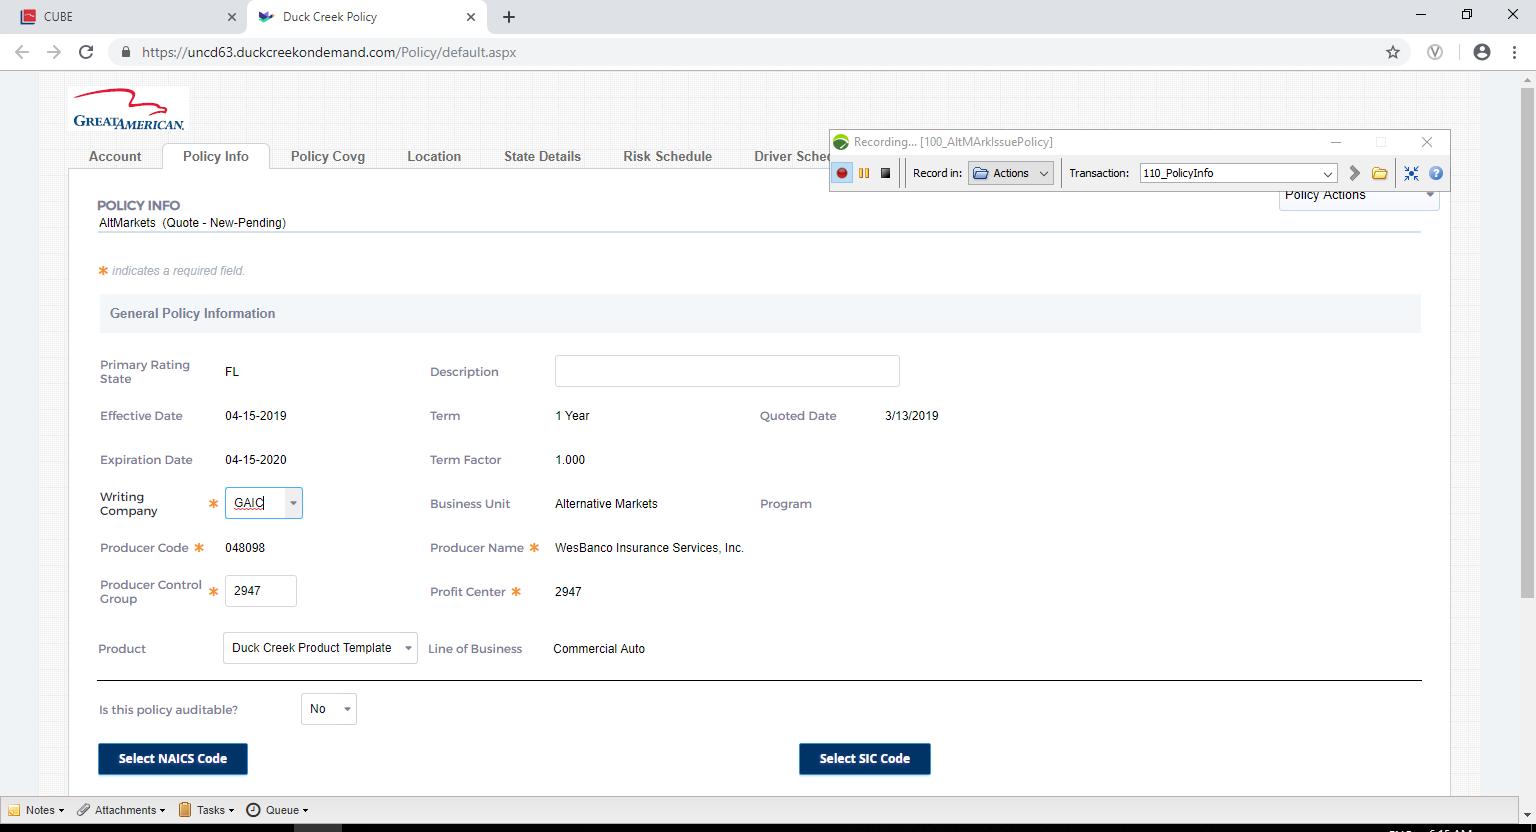 CUBE
Duck Creek Policy
https://uncd63.duckcreekondemand.com/Policy/default.aspx
GREATAMERICAN.
Recording... [100_AltMArkIssuePolicy]
Account Policy Info Policy Covg Location State Details Risk Schedule Driver Sche
Record in: Actions Transaction: 110_PolicyInfo
Policy Actions
POLICY INFO
AltMarkets (Quote - New-Pending)
* indicates a required field.
General Policy Information
Primary Rating State FL Description
Effective Date 04-15-2019 Term 1 Year Quoted Date 3/13/2019
Expiration Date 04-15-2020 Term Factor 1.000
Writing Company * GAIC Business Unit Alternative Markets Program
Producer Code * 048098 Producer Name * WesBanco Insurance Services, Inc.
Producer Control Group * 2947 Profit Center * 2947
Product Duck Creek Product Template Line of Business Commercial Auto
Is this policy auditable? No
Select NAICS Code Select SIC Code
Notes Attachments Tasks Queue